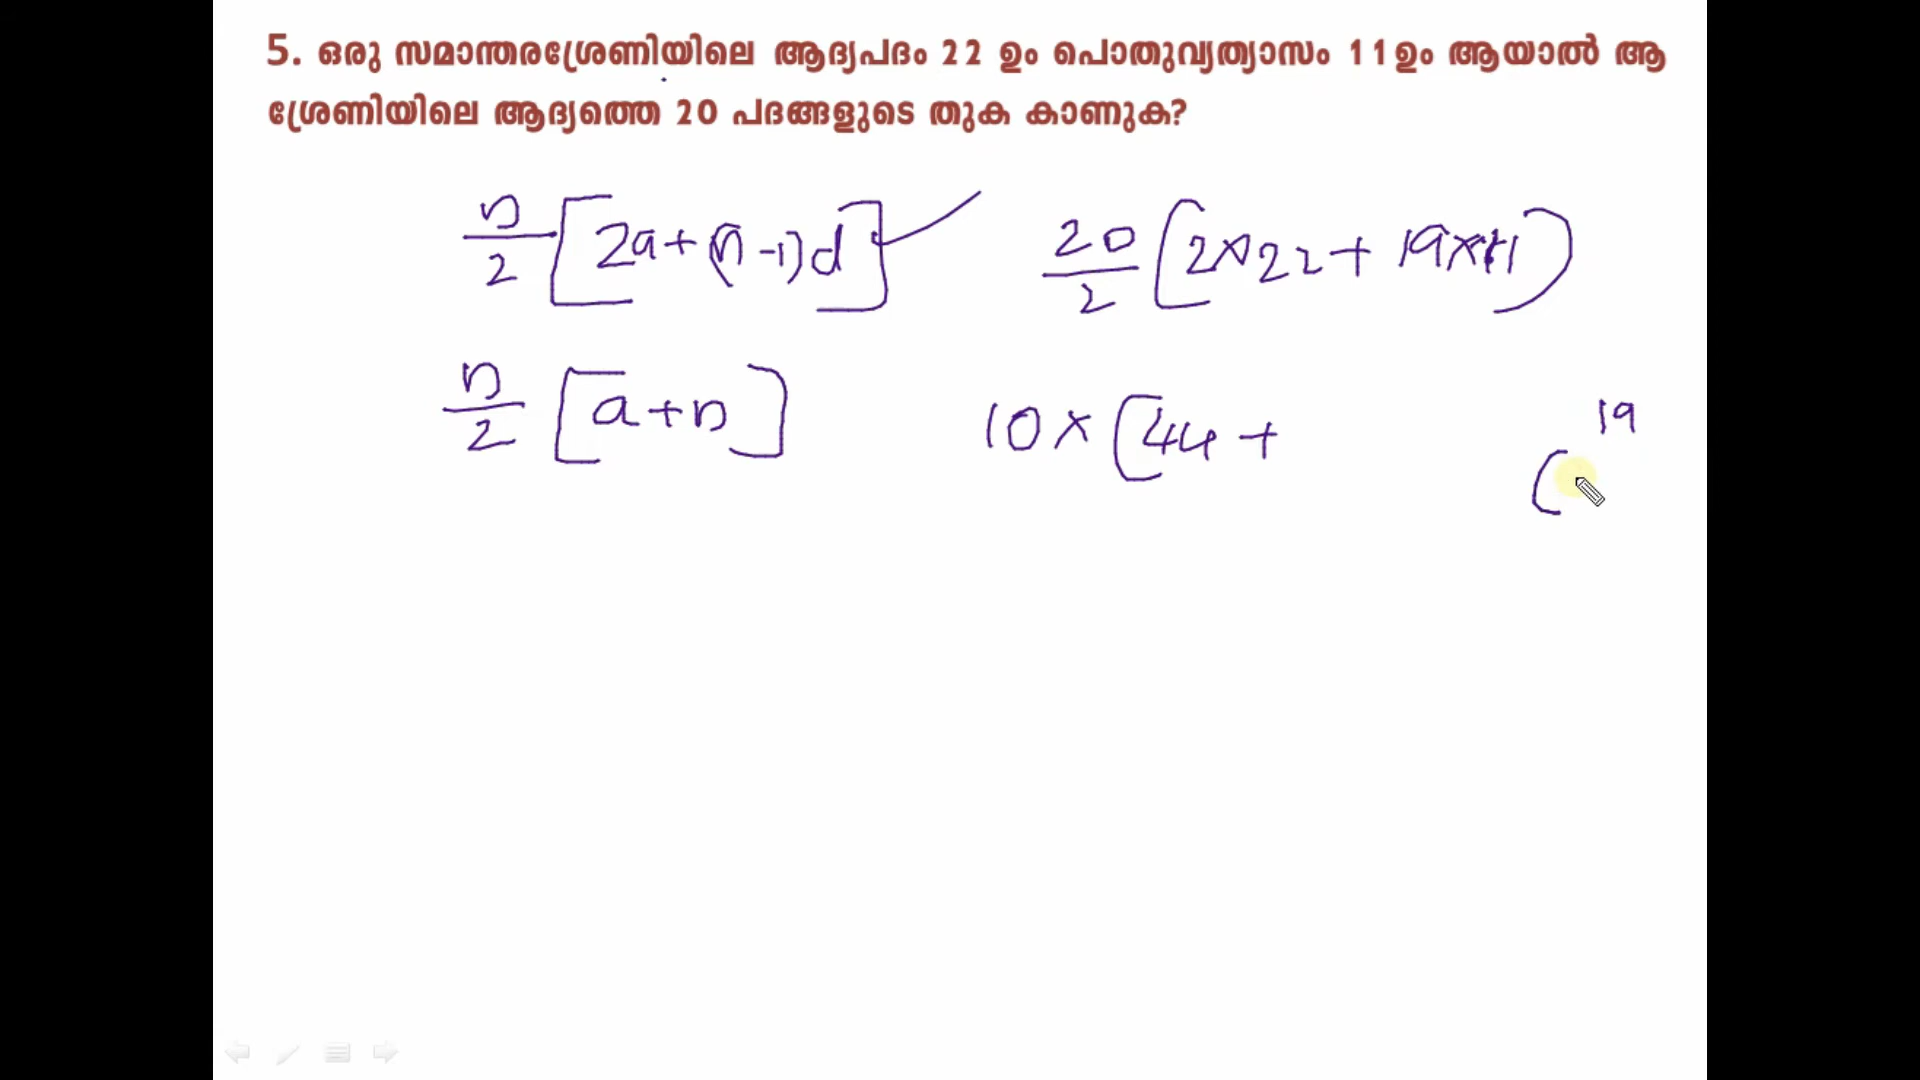 5. ഒരു സമാന്തരശ്രേണിയിലെ ആദ്യപദം 22 ഉം പൊതുവ്യത്യാസം 11ഉം ആയാൽ ആ
ശ്രേണിയിലെ ആദ്യത്തെ 20 പദങ്ങളുടെ തുക കാണുക?
n/2 [2a+(n-1)d]
20/2 (2×22+19×11)
n/2 [a+n]
10×(44+
19
(